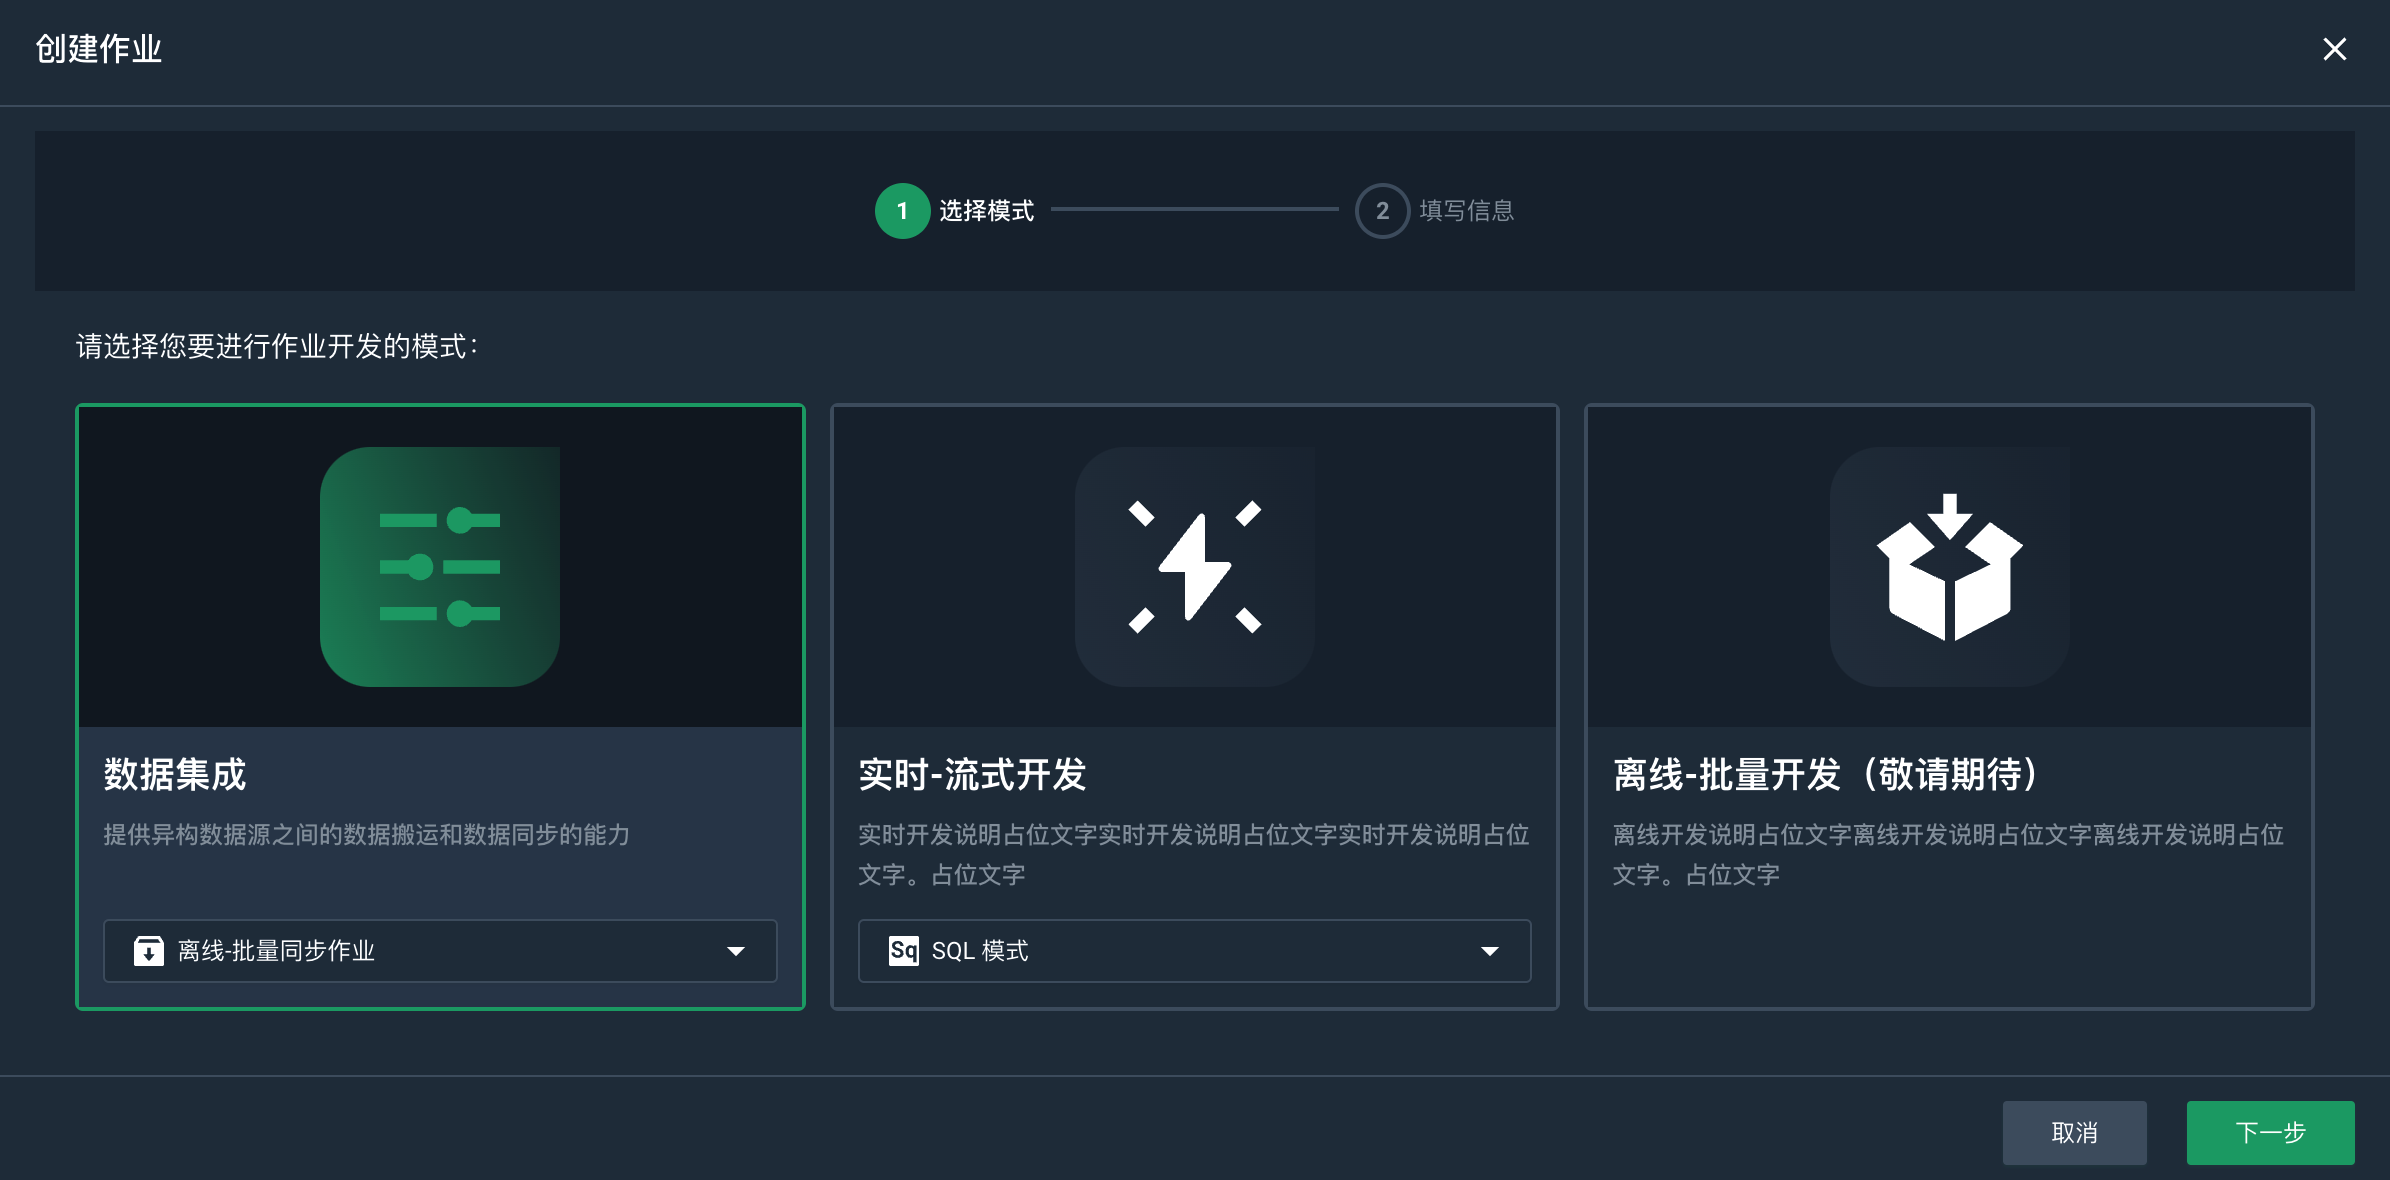 创建作业
1 选择模式
2 填写信息
请选择您要进行作业开发的模式：
数据集成
提供异构数据源之间的数据搬运和数据同步的能力
离线-批量同步作业
实时-流式开发
实时开发说明占位文字实时开发说明占位文字实时开发说明占位
文字。占位文字
Sq SQL 模式
离线-批量开发（敬请期待）
离线开发说明占位文字离线开发说明占位文字离线开发说明占位
文字。占位文字
取消
下一步